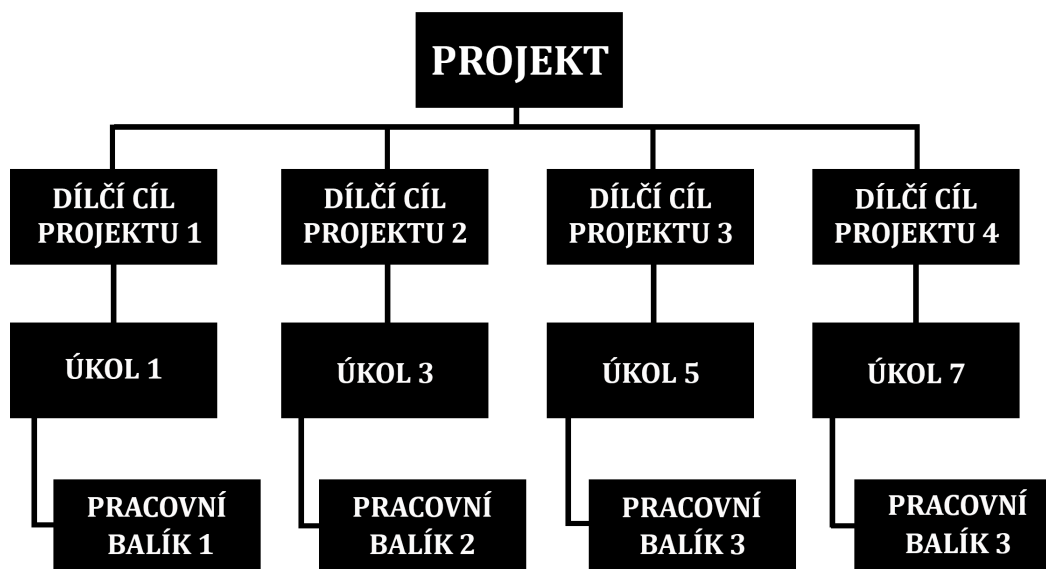 PROJEKT
DÍLČÍ CÍL
PROJEKTU 1
DÍLČÍ CÍL
PROJEKTU 2
DÍLČÍ CÍL
PROJEKTU 3
DÍLČÍ CÍL
PROJEKTU 4
ÚKOL 1
ÚKOL 3
ÚKOL 5
ÚKOL 7
PRACOVNÍ
BALÍK 1
PRACOVNÍ
BALÍK 2
PRACOVNÍ
BALÍK 3
PRACOVNÍ
BALÍK 3